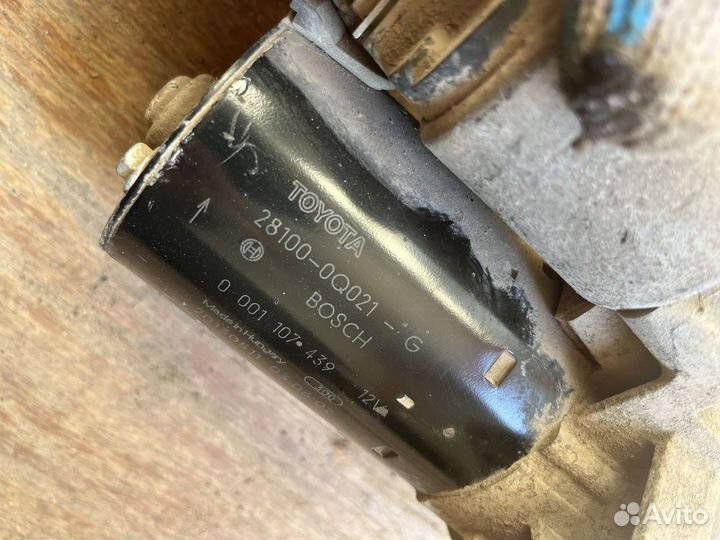 TOYOTA
28100-0Q021 - G
BOSCH
0 001 107 439 12V
Made in Hungary
Avito